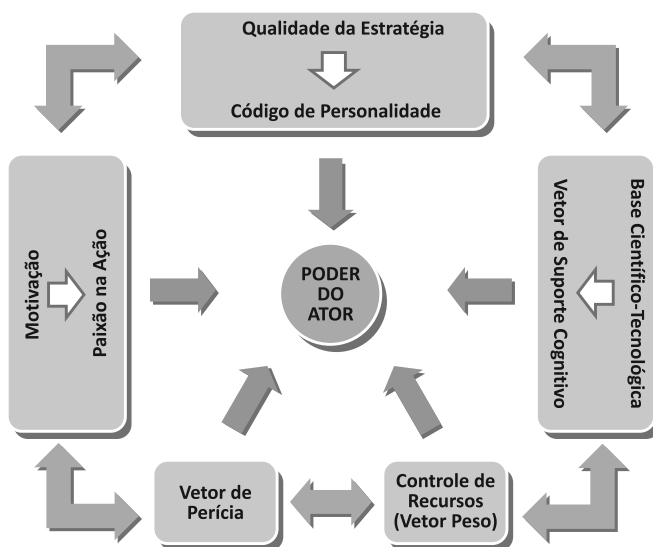 Qualidade da Estratégia
Código de Personalidade
Motivação
Paixão na Ação
PODER
DO
ATOR
Base Científico-Tecnológica
Vetor de Suporte Cognitivo
Vetor de
Perícia
Controle de
Recursos
(Vetor Peso)